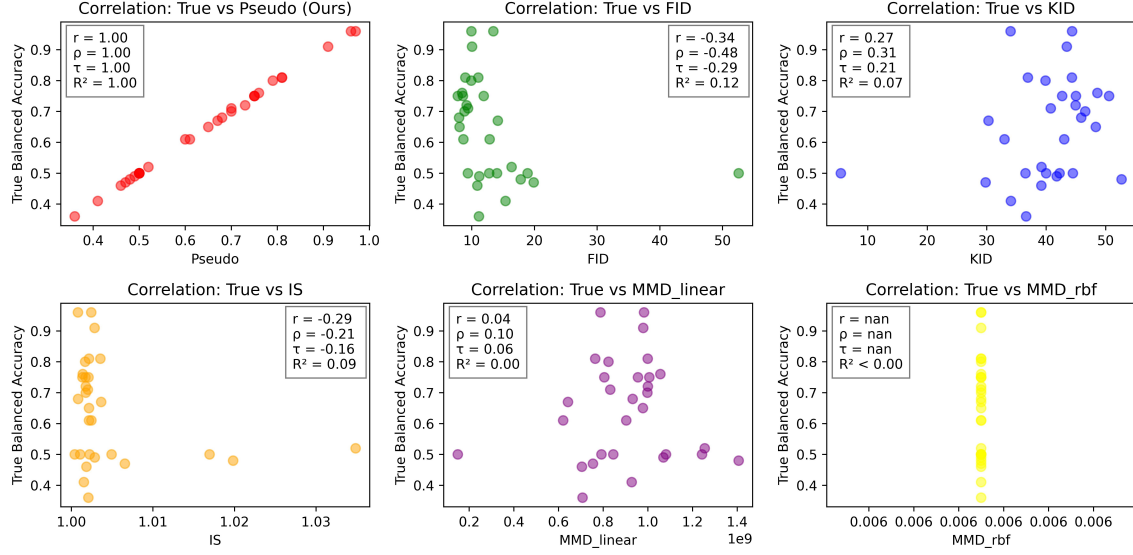 Correlation: True vs Pseudo (Ours)
True Balanced Accuracy
0.9
0.8
0.7
0.6
0.5
0.4
r = 1.00
ρ = 1.00
τ = 1.00
R² = 1.00
0.4 0.5 0.6 0.7 0.8 0.9 1.0
Pseudo
Correlation: True vs FID
True Balanced Accuracy
0.9
0.8
0.7
0.6
0.5
0.4
r = -0.34
ρ = -0.48
τ = -0.29
R² = 0.12
10 20 30 40 50
FID
Correlation: True vs KID
True Balanced Accuracy
0.9
0.8
0.7
0.6
0.5
0.4
r = 0.27
ρ = 0.31
τ = 0.21
R² = 0.07
10 20 30 40 50
KID
Correlation: True vs IS
True Balanced Accuracy
0.9
0.8
0.7
0.6
0.5
0.4
r = -0.29
ρ = -0.21
τ = -0.16
R² = 0.09
1.00 1.01 1.02 1.03
IS
Correlation: True vs MMD_linear
True Balanced Accuracy
0.9
0.8
0.7
0.6
0.5
0.4
r = 0.04
ρ = 0.10
τ = 0.06
R² = 0.00
0.2 0.4 0.6 0.8 1.0 1.2 1.4
1e9
MMD_linear
Correlation: True vs MMD_rbf
True Balanced Accuracy
0.9
0.8
0.7
0.6
0.5
0.4
r = nan
ρ = nan
τ = nan
R² < 0.00
0.006 0.006 0.006 0.006 0.006 0.006
MMD_rbf